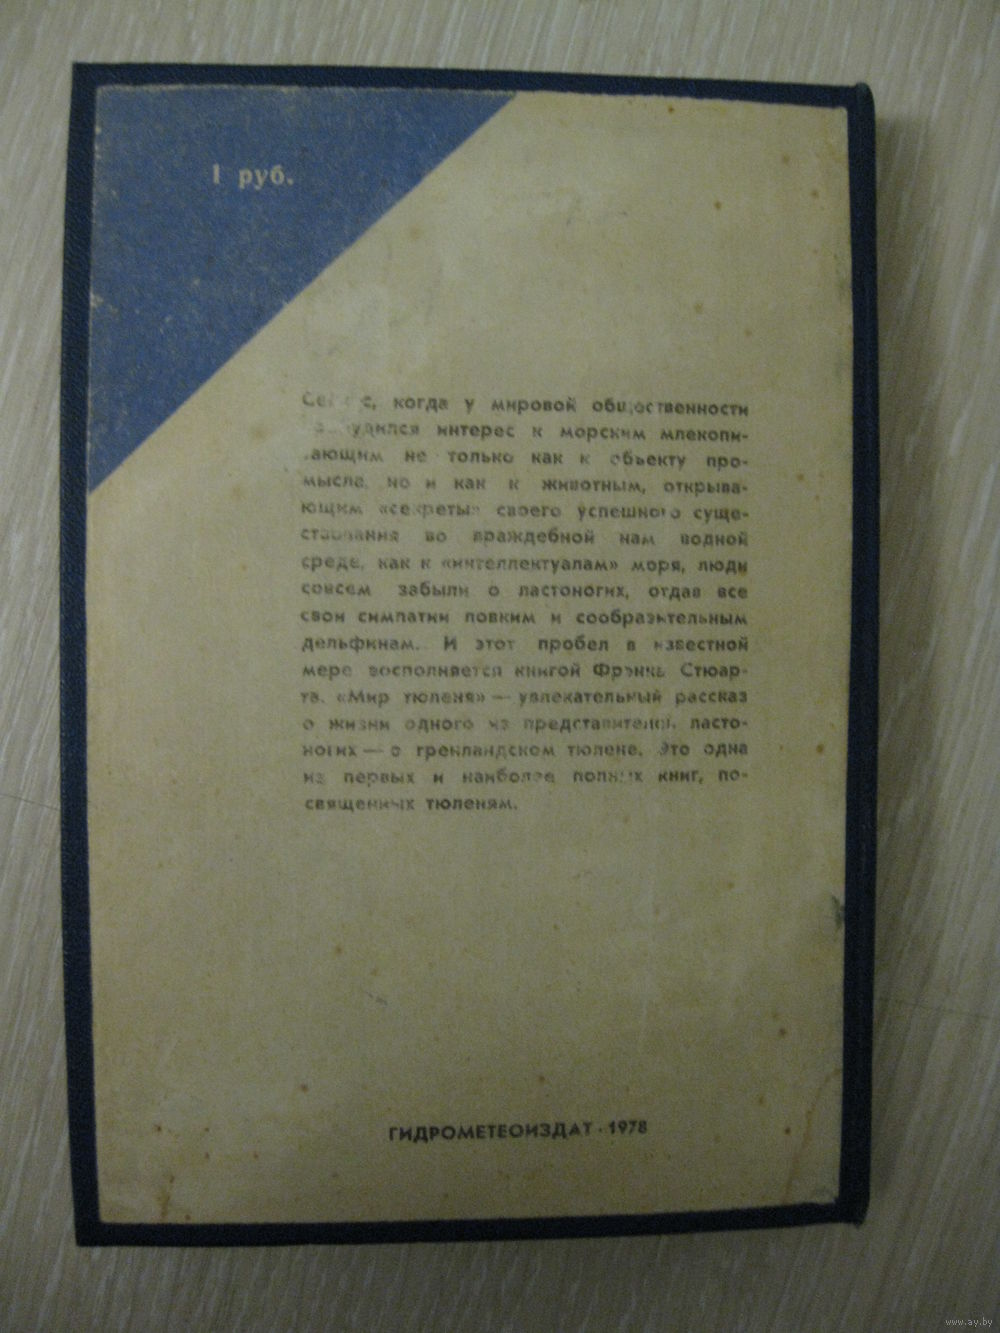 1 руб.
Сейчас, когда у мировой общественности
пробудился интерес к морским млекопи-
тающим не только как к объекту про-
мысла, но и как к животным, открыва-
ющим «секреты» своего успешного суще-
ствования во враждебной нам водной
среде, как к «интеллектуалам» моря, люди
совсем забыли о ластоногих, отдав все
свои симпатии ловким и сообразительным
дельфинам. И этот пробел в известной
мере восполняется книгой Фрэнка Стюар-
та. «Мир тюленя» — увлекательный рассказ
о жизни одного из представителей ласто-
ногих — о гренландском тюлене. Это одна
из первых и наиболее полных книг, по-
священных тюленям.
ГИДРОМЕТЕОИЗДАТ · 1978
www.ay.by